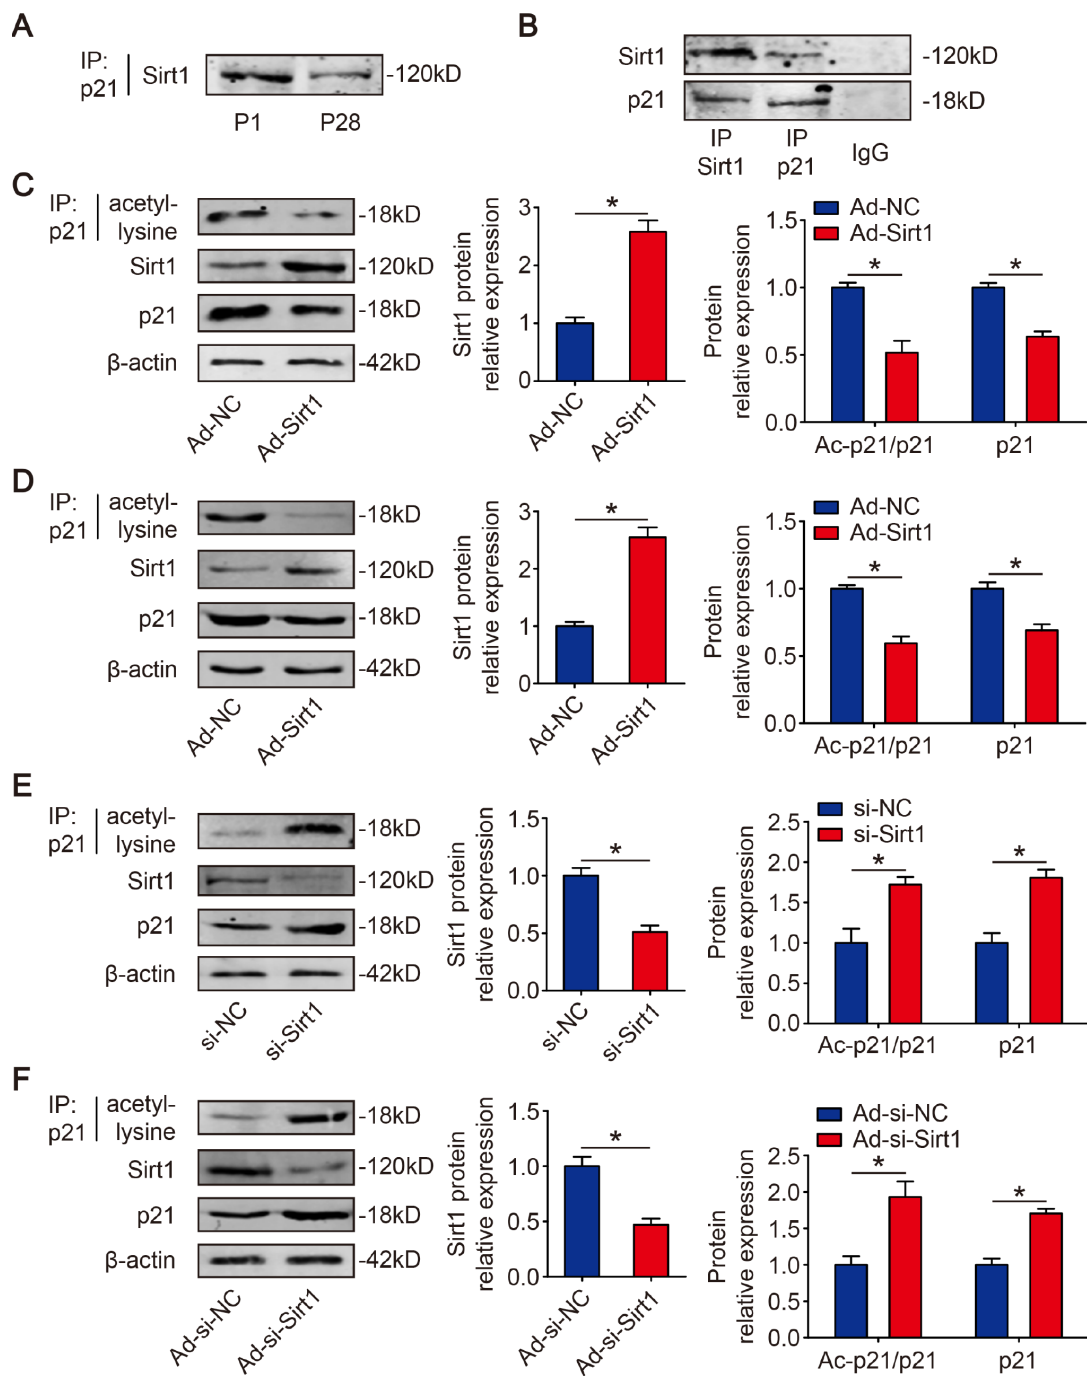 A
IP:
p21
Sirt1
-120kD
P1
P28
B
Sirt1
-120kD
p21
-18kD
IP
Sirt1
IP
p21
IgG
C
IP:
p21
acetyl-
lysine
-18kD
Sirt1
-120kD
p21
-18kD
β-actin
-42kD
Ad-NC
Ad-Sirt1
Sirt1 protein
relative expression
3
2
1
0
*
Ad-NC
Ad-Sirt1
Ad-NC
Ad-Sirt1
Protein
relative expression
1.5
1.0
0.5
0.0
*
*
Ac-p21/p21
p21
D
IP:
p21
acetyl-
lysine
-18kD
Sirt1
-120kD
p21
-18kD
β-actin
-42kD
Ad-NC
Ad-Sirt1
Sirt1 protein
relative expression
3
2
1
0
*
Ad-NC
Ad-Sirt1
Ad-NC
Ad-Sirt1
Protein
relative expression
1.5
1.0
0.5
0.0
*
*
Ac-p21/p21
p21
E
IP:
p21
acetyl-
lysine
-18kD
Sirt1
-120kD
p21
-18kD
β-actin
-42kD
si-NC
si-Sirt1
Sirt1 protein
relative expression
1.5
1.0
0.5
0.0
*
si-NC
si-Sirt1
si-NC
si-Sirt1
Protein
relative expression
2.5
2.0
1.5
1.0
0.5
0.0
*
*
Ac-p21/p21
p21
F
IP:
p21
acetyl-
lysine
-18kD
Sirt1
-120kD
p21
-18kD
β-actin
-42kD
Ad-si-NC
Ad-si-Sirt1
Sirt1 protein
relative expression
1.5
1.0
0.5
0.0
*
Ad-si-NC
Ad-si-Sirt1
Ad-si-NC
Ad-si-Sirt1
Protein
relative expression
2.5
2.0
1.5
1.0
0.5
0.0
*
*
Ac-p21/p21
p21